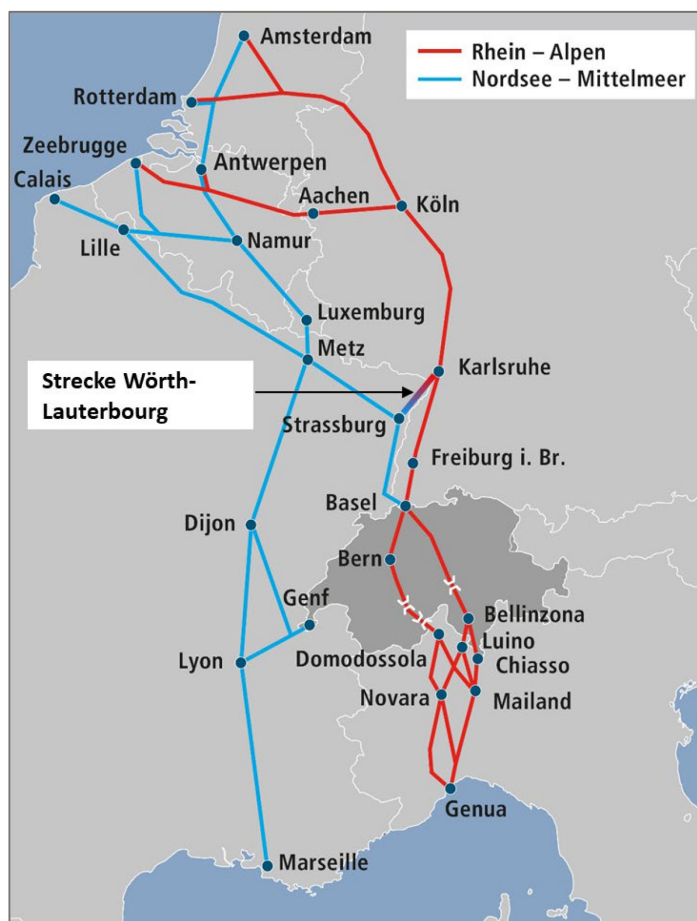 Amsterdam
Rhein – Alpen
Nordsee – Mittelmeer
Rotterdam
Zeebrugge
Antwerpen
Calais
Aachen
Köln
Lille
Namur
Luxemburg
Metz
Karlsruhe
Strecke Wörth-
Lauterbourg
Strassburg
Freiburg i. Br.
Basel
Dijon
Bern
Genf
Bellinzona
Luino
Domodossola
Chiasso
Lyon
Novara
Mailand
Genua
Marseille